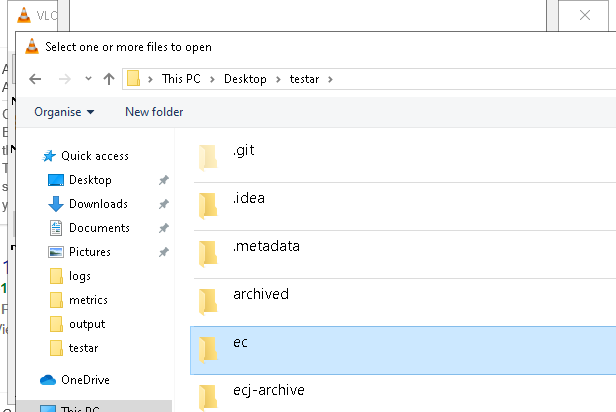 VLC
Select one or more files to open
This PC > Desktop > testar >
Organise
New folder
Quick access
Desktop
Downloads
Documents
Pictures
logs
metrics
output
testar
OneDrive
This PC
.git
.idea
.metadata
archived
ec
ecj-archive